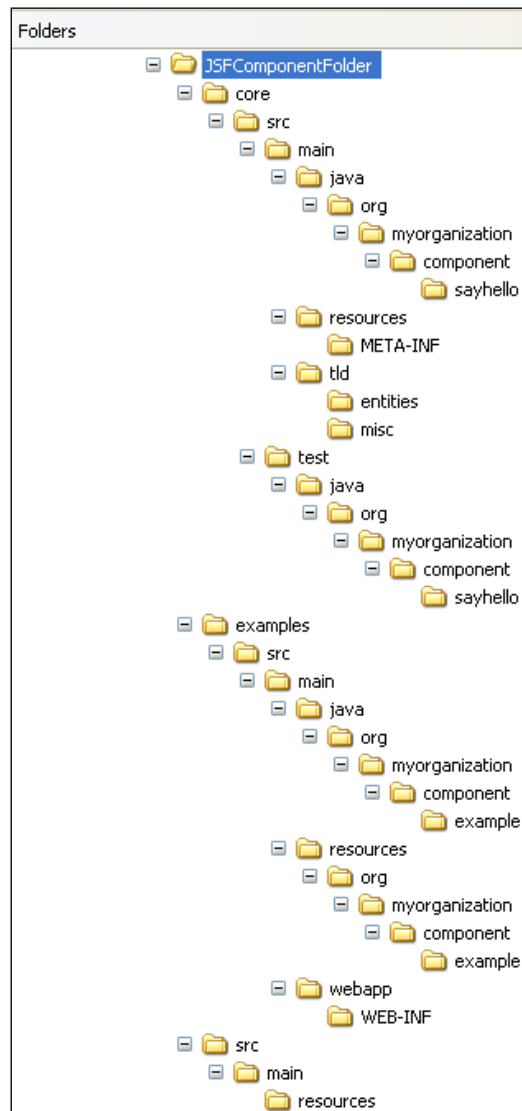 Folders
JSFComponentFolder
core
src
main
java
org
myorganization
component
sayhello
resources
META-INF
tld
entities
misc
test
java
org
myorganization
component
sayhello
examples
src
main
java
org
myorganization
component
example
resources
org
myorganization
component
example
webapp
WEB-INF
src
main
resources